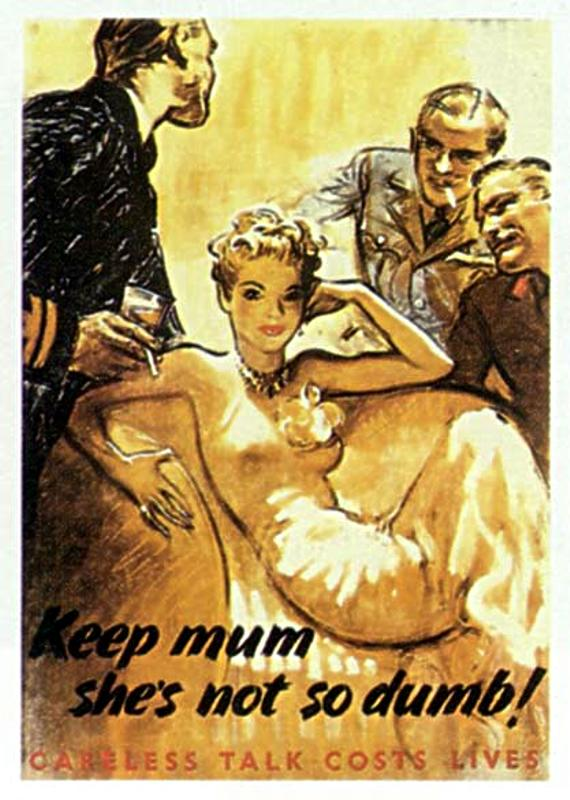 Keep mum
she's not so dumb!
CARELESS TALK COSTS LIVES